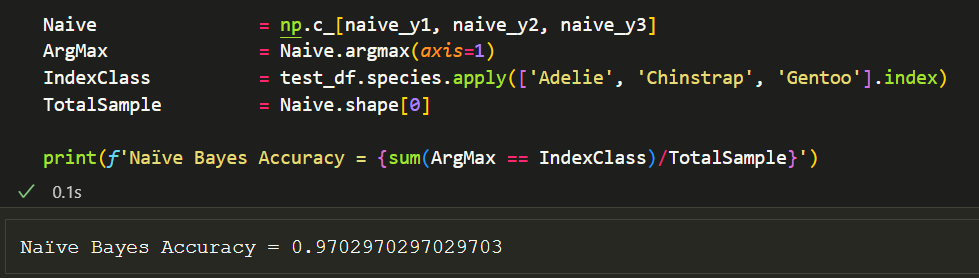 Naive = np.c_[naive_y1, naive_y2, naive_y3]
ArgMax = Naive.argmax(axis=1)
IndexClass = test_df.species.apply(['Adelie', 'Chinstrap', 'Gentoo'].index)
TotalSample = Naive.shape[0]
print(f'Naïve Bayes Accuracy = {sum(ArgMax == IndexClass)/TotalSample}')
0.1s
Naïve Bayes Accuracy = 0.9702970297029703